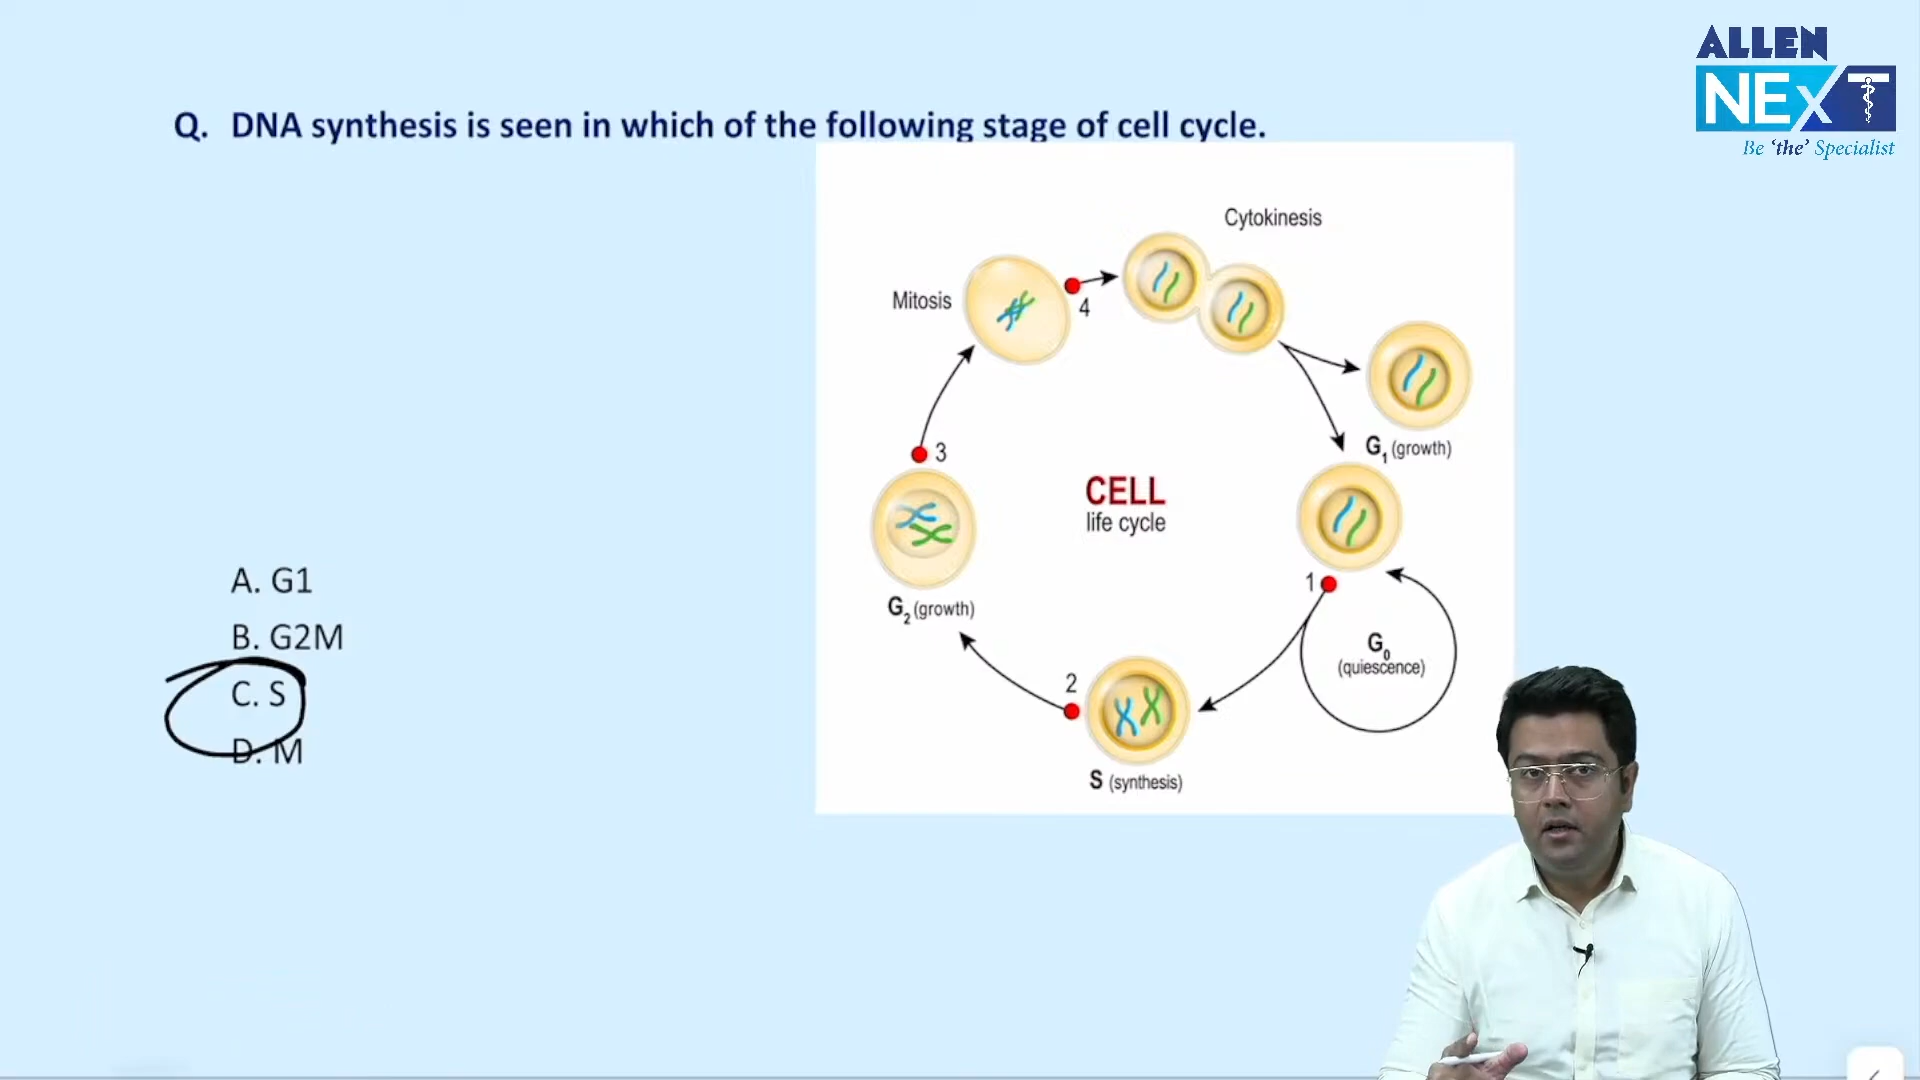 ALLEN
NEXT
Be 'the' Specialist
Q. DNA synthesis is seen in which of the following stage of cell cycle.
A. G1
B. G2M
C. S
D. M
Cytokinesis
Mitosis
4
G1 (growth)
3
CELL
life cycle
1
G2 (growth)
G0
(quiescence)
2
S (synthesis)